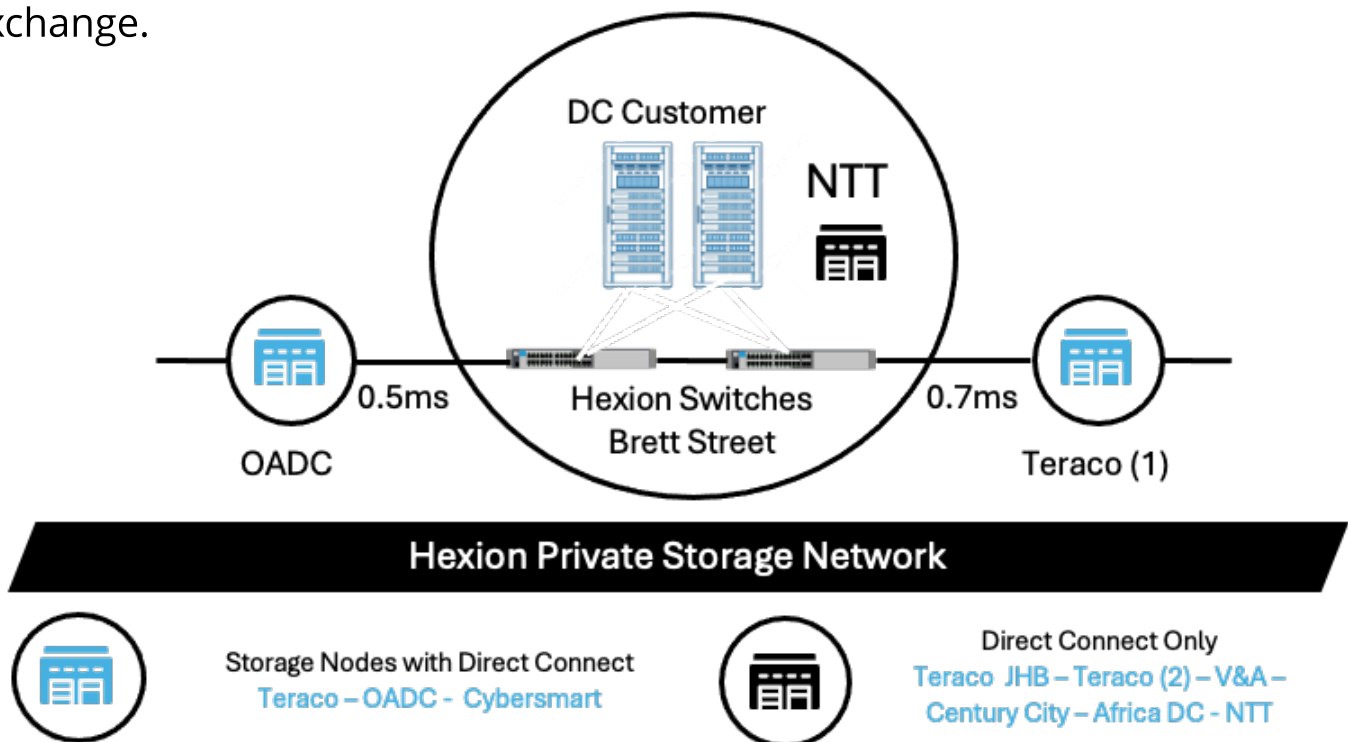 xchange.
DC Customer
NTT
0.5ms
Hexion Switches
Brett Street
0.7ms
OADC
Teraco (1)
Hexion Private Storage Network
Storage Nodes with Direct Connect
Teraco – OADC - Cybersmart
Direct Connect Only
Teraco JHB – Teraco (2) – V&A –
Century City – Africa DC - NTT